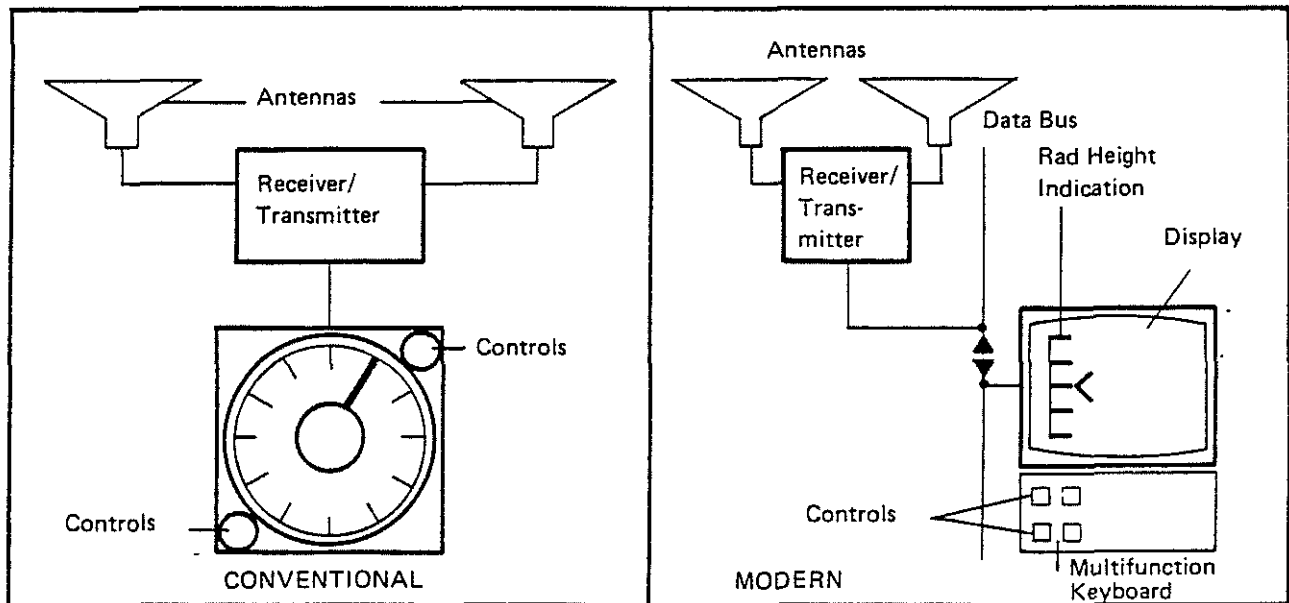 Antennas
Receiver/
Transmitter
Controls
Controls
CONVENTIONAL
Antennas
Data Bus
Rad Height
Indication
Receiver/
Trans-
mitter
Display
Controls
Multifunction
Keyboard
MODERN